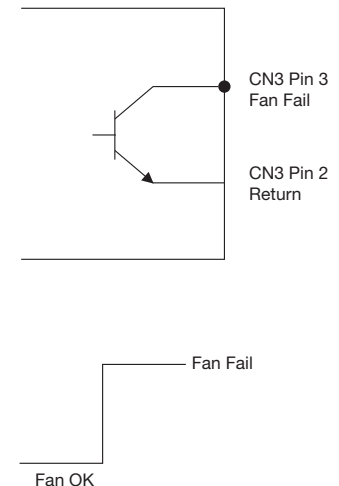 CN3 Pin 3
Fan Fail
CN3 Pin 2
Return
Fan Fail
Fan OK